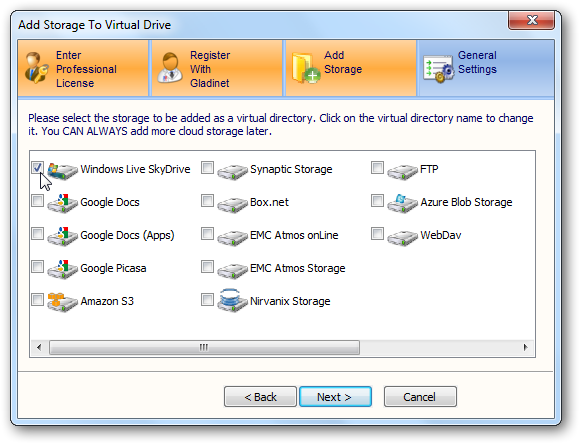 Add Storage To Virtual Drive
Enter
Professional
License
Register
With
Gladinet
Add
Storage
General
Settings
Please select the storage to be added as a virtual directory. Click on the virtual directory name to change
it. You CAN ALWAYS add more cloud storage later.
Windows Live SkyDrive
Synaptic Storage
FTP
Google Docs
Box.net
Azure Blob Storage
Google Docs (Apps)
EMC Atmos onLine
WebDav
Google Picasa
EMC Atmos Storage
Amazon S3
Nirvanix Storage
< Back
Next >
Cancel